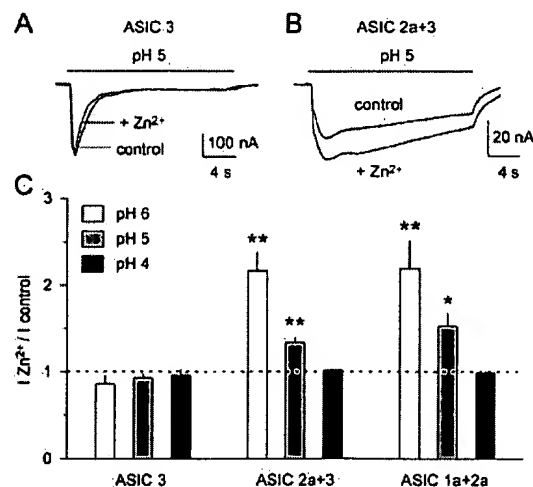 A
ASIC 3
pH 5
+ Zn²⁺
control
100 nA
4 s
B
ASIC 2a+3
pH 5
control
+ Zn²⁺
20 nA
4 s
C
I Zn²⁺ / I control
3
2
1
0
pH 6
pH 5
pH 4
**
**
**
*
ASIC 3
ASIC 2a+3
ASIC 1a+2a